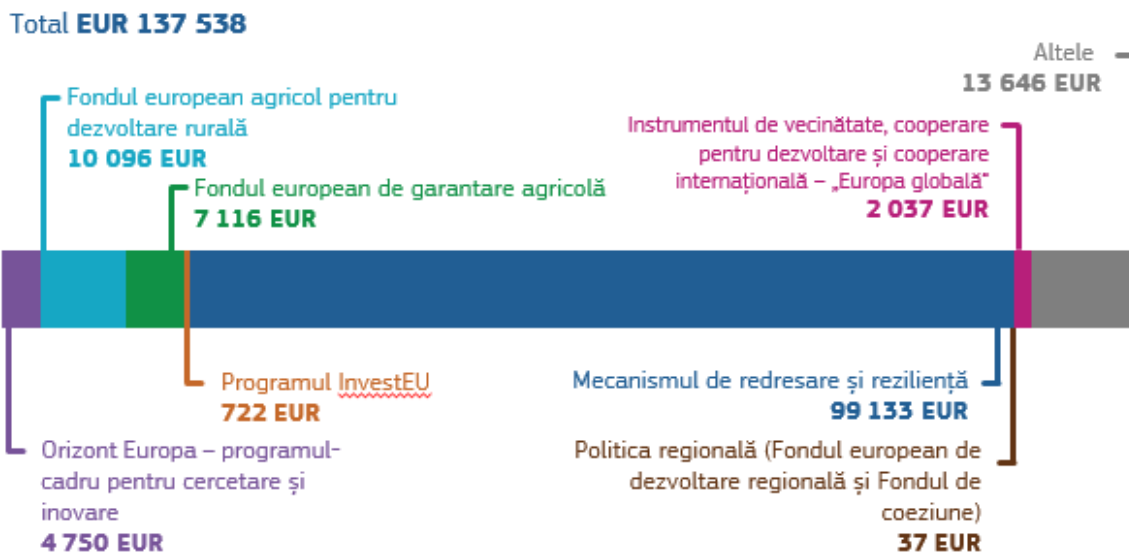 Total EUR 137 538
Altele
13 646 EUR
Fondul european agricol pentru
dezvoltare rurală
10 096 EUR
Instrumentul de vecinătate, cooperare
pentru dezvoltare și cooperare
internațională – „Europa globală”
2 037 EUR
Fondul european de garantare agricolă
7 116 EUR
Programul InvestEU
722 EUR
Mecanismul de redresare și reziliență
99 133 EUR
Orizont Europa – programul-
cadru pentru cercetare și
inovare
4 750 EUR
Politica regională (Fondul european de
dezvoltare regională și Fondul de
coeziune)
37 EUR